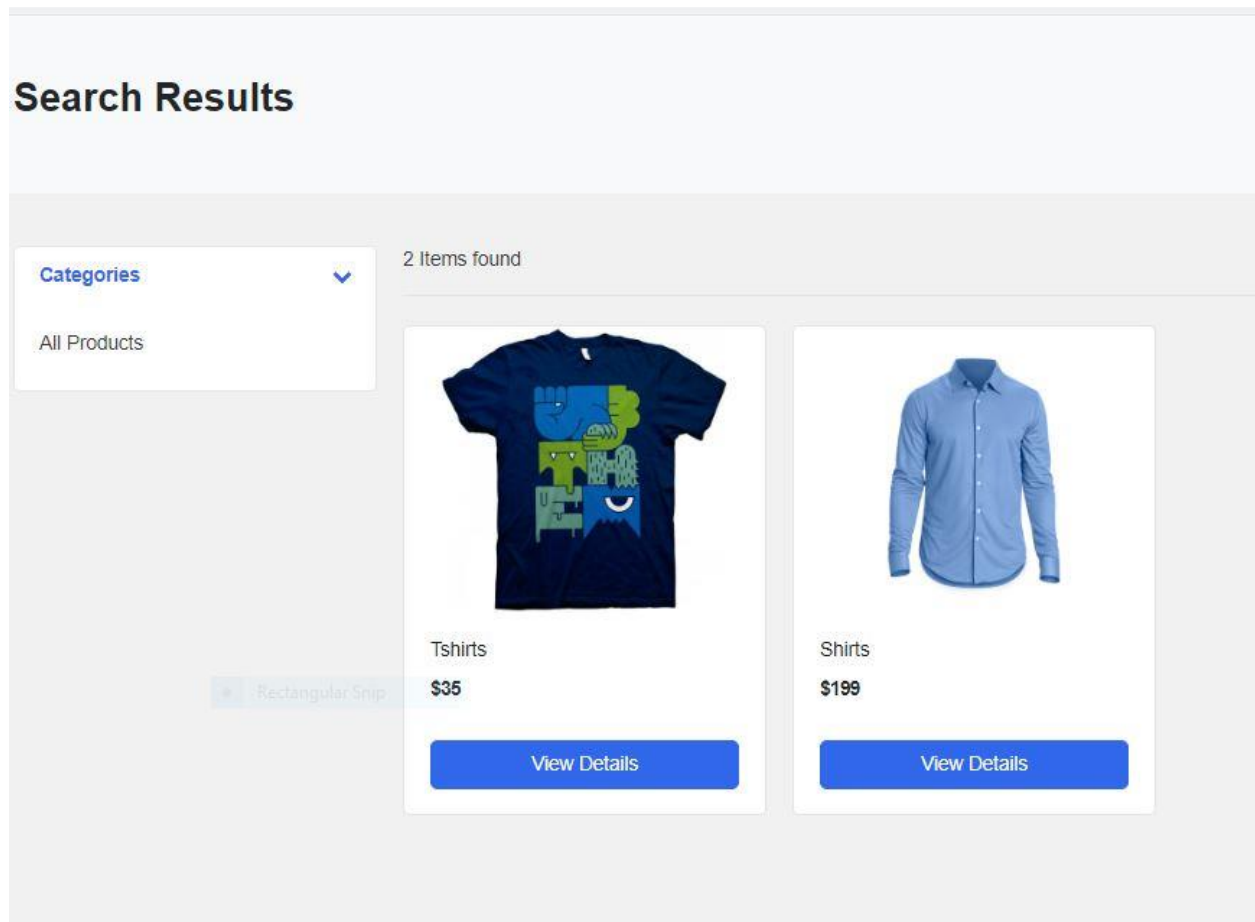 Search Results
Categories
All Products
2 Items found
Tshirts
$35
View Details
Shirts
$199
View Details
Rectangular Snip